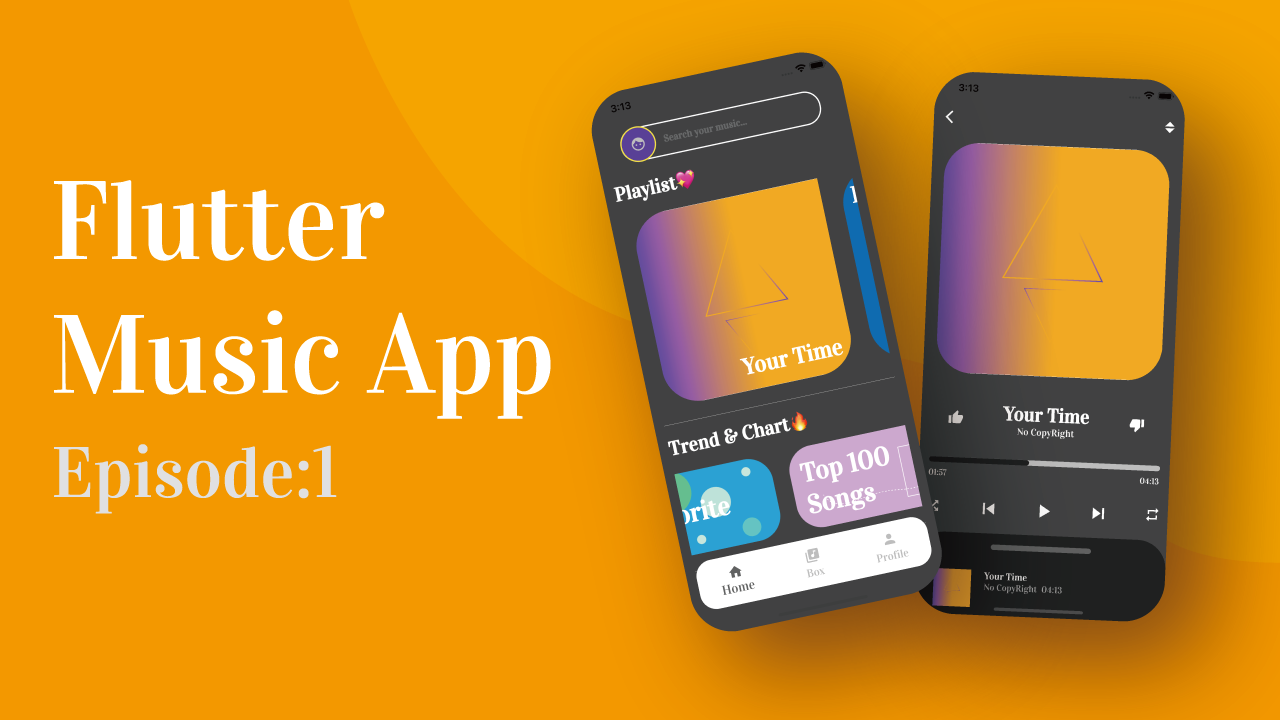 Flutter
Music App
Episode:1
3:13
Search your music...
Playlist💖
Your Time
Trend & Chart🔥
orite
Top 100
Songs
Home
Box
Profile
3:13
Your Time
No CopyRight
01:57
04:13
Your Time
No CopyRight 04:13